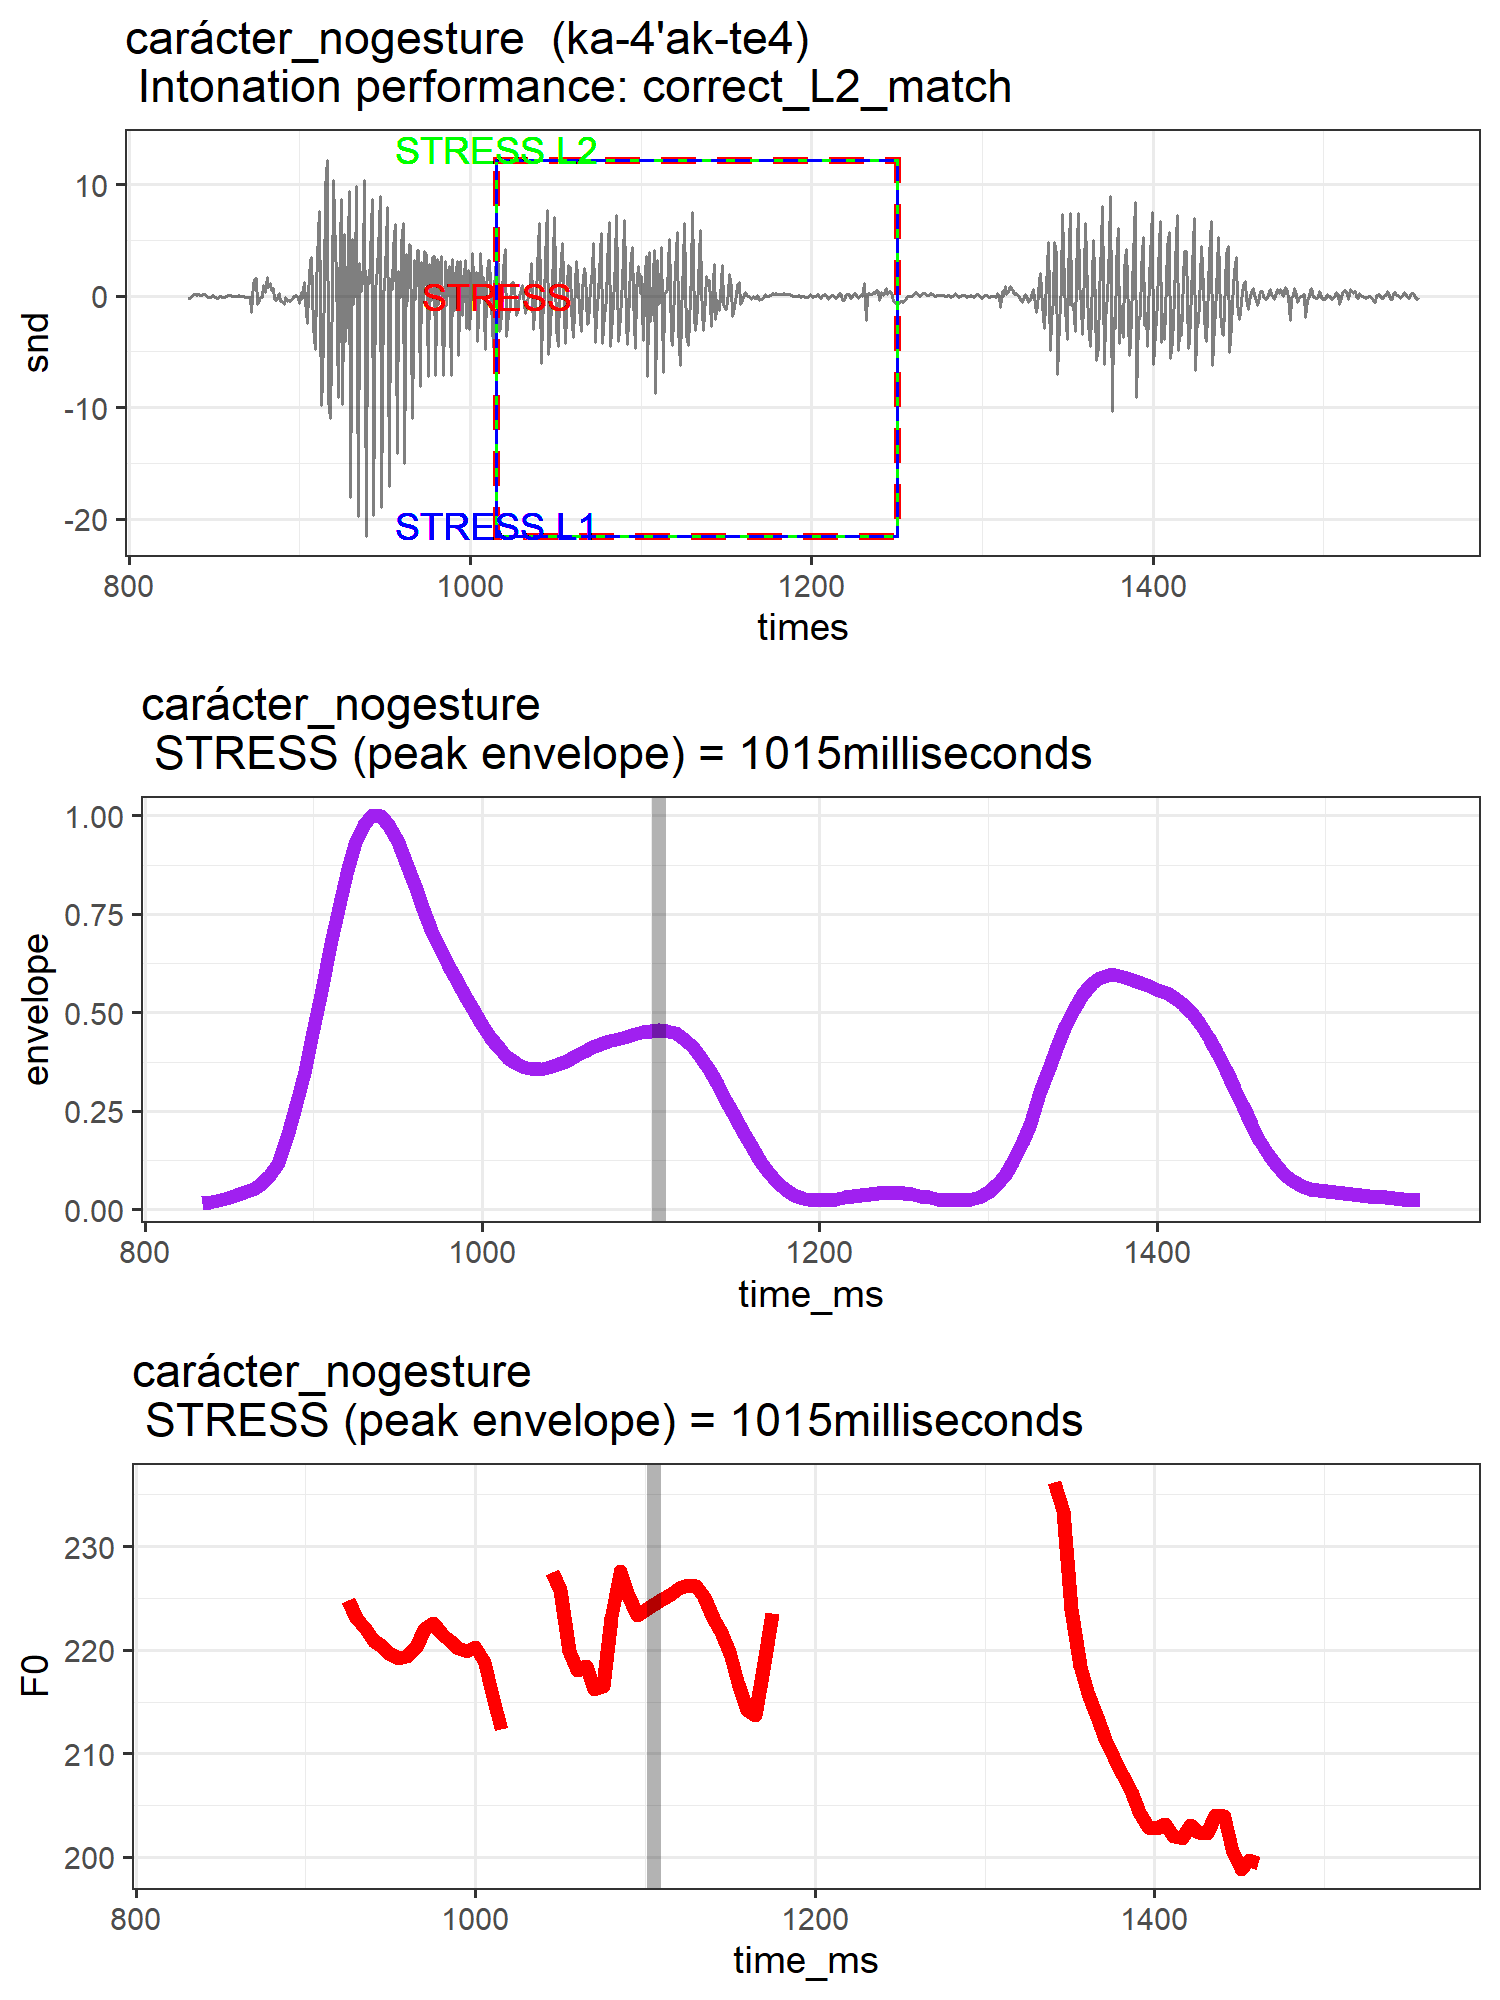 carácter_nogesture  (ka-4'ak-te4)
Intonation performance: correct_L2_match
STRESS L2
STRESS
STRESS L1
snd
10
0
-10
-20
800 1000 1200 1400
times
carácter_nogesture
STRESS (peak envelope) = 1015milliseconds
envelope
1.00
0.75
0.50
0.25
0.00
800 1000 1200 1400
time_ms
carácter_nogesture
STRESS (peak envelope) = 1015milliseconds
F0
230
220
210
200
800 1000 1200 1400
time_ms